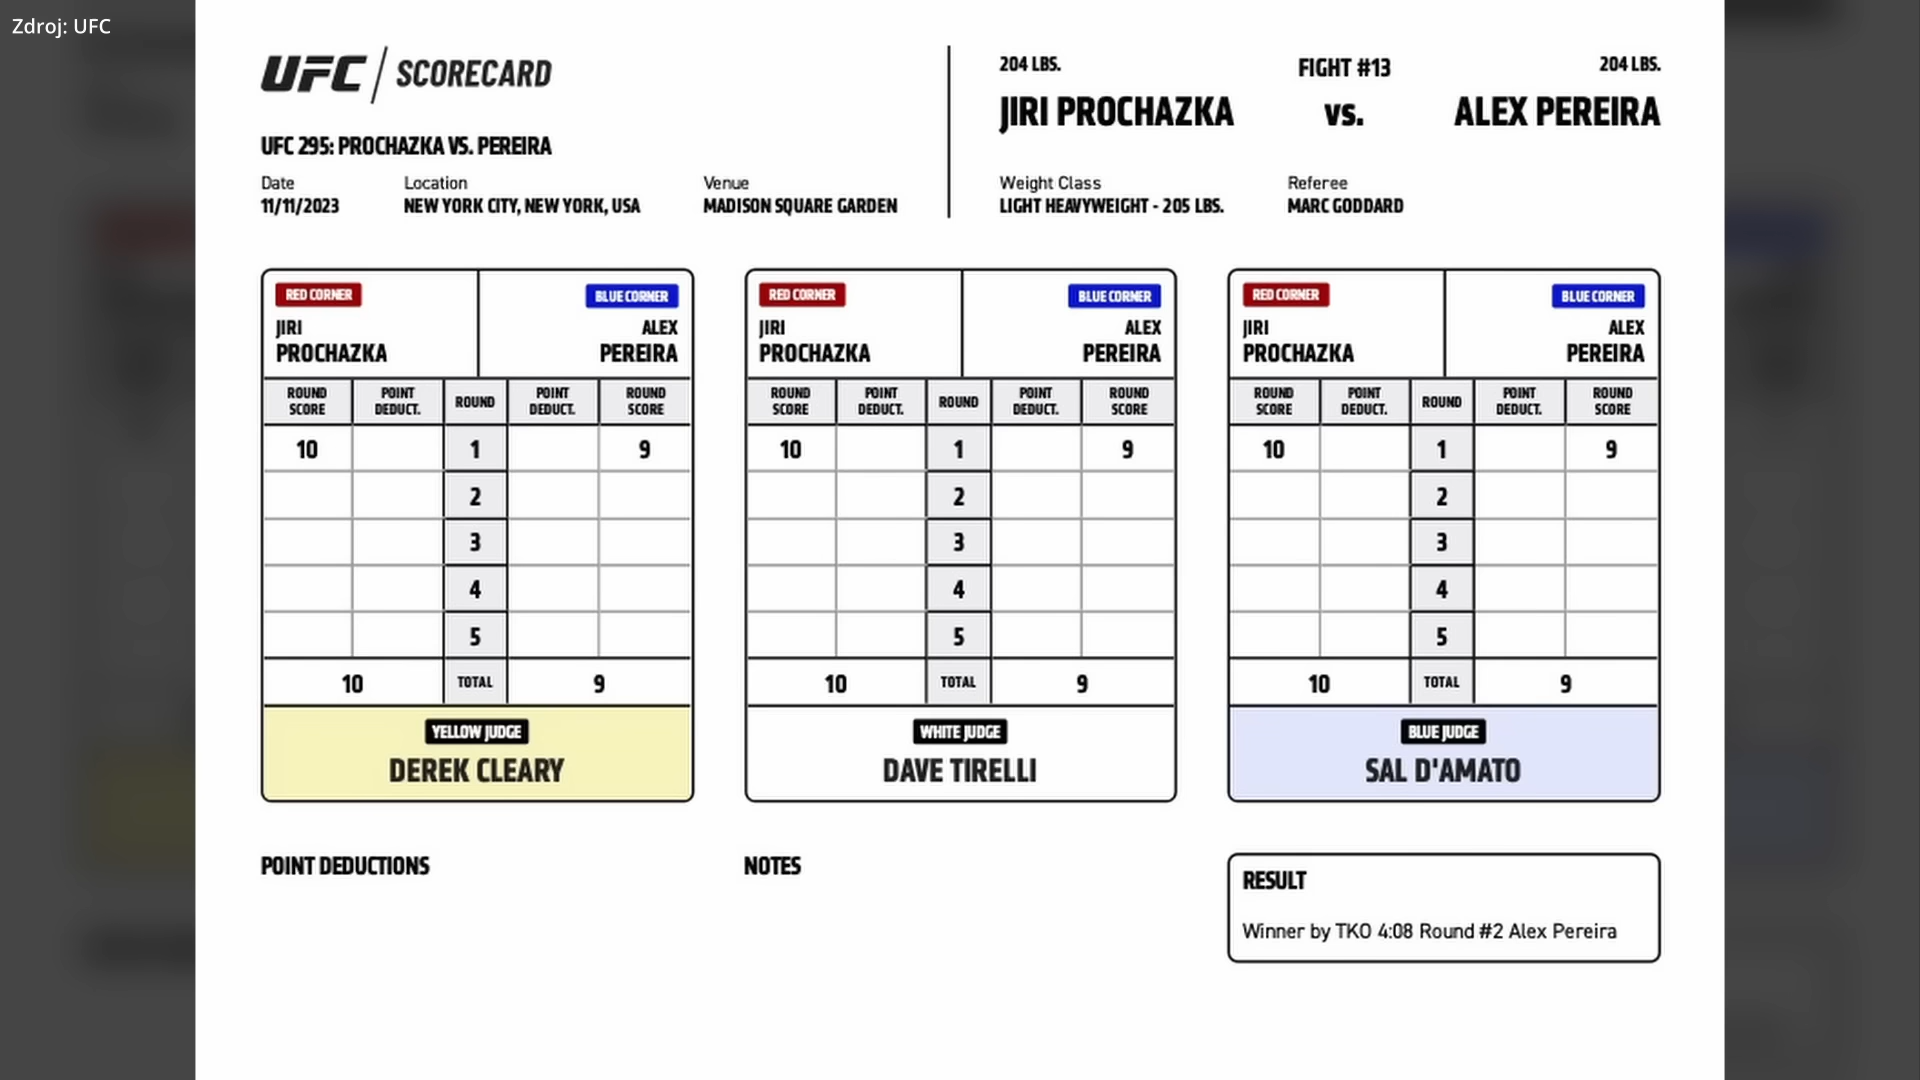 Zdroj: UFC
UFC / SCORECARD
UFC 295: PROCHAZKA VS. PEREIRA
Date
11/11/2023
Location
NEW YORK CITY, NEW YORK, USA
Venue
MADISON SQUARE GARDEN
204 LBS. FIGHT #13 204 LBS.
JIRI PROCHAZKA vs. ALEX PEREIRA
Weight Class
LIGHT HEAVYWEIGHT - 205 LBS.
Referee
MARC GODDARD
RED CORNER BLUE CORNER
JIRI ALEX
PROCHAZKA PEREIRA
ROUND POINT ROUND POINT ROUND
SCORE DEDUCT. DEDUCT. SCORE
10 1 9
2
3
4
5
10 TOTAL 9
YELLOW JUDGE
DEREK CLEARY
RED CORNER BLUE CORNER
JIRI ALEX
PROCHAZKA PEREIRA
ROUND POINT ROUND POINT ROUND
SCORE DEDUCT. DEDUCT. SCORE
10 1 9
2
3
4
5
10 TOTAL 9
WHITE JUDGE
DAVE TIRELLI
RED CORNER BLUE CORNER
JIRI ALEX
PROCHAZKA PEREIRA
ROUND POINT ROUND POINT ROUND
SCORE DEDUCT. DEDUCT. SCORE
10 1 9
2
3
4
5
10 TOTAL 9
BLUE JUDGE
SAL D'AMATO
POINT DEDUCTIONS
NOTES
RESULT
Winner by TKO 4:08 Round #2 Alex Pereira